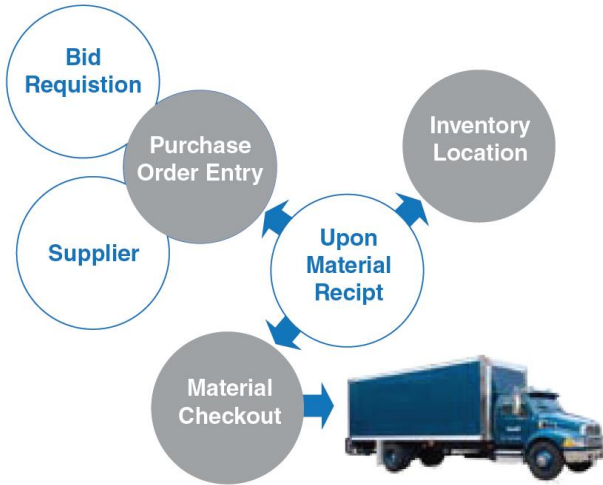 Bid
Requistion
Purchase
Order Entry
Inventory
Location
Supplier
Upon
Material
Recipt
Material
Checkout